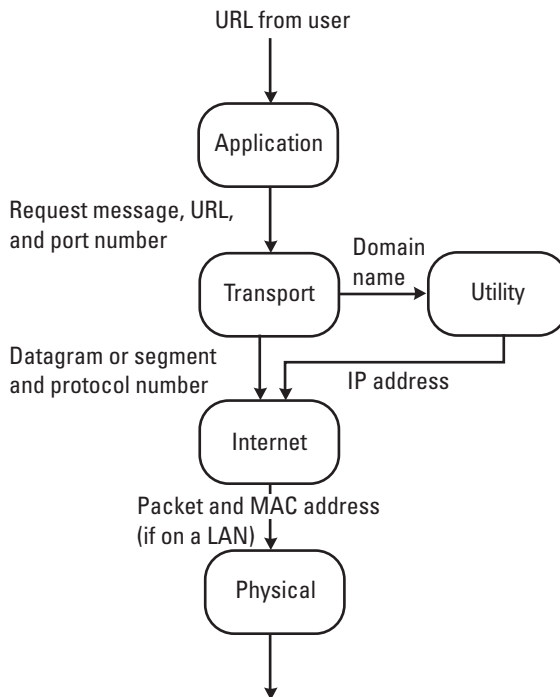 URL from user
Application
Request message, URL,
and port number
Domain
name
Transport
Utility
Datagram or segment
and protocol number
IP address
Internet
Packet and MAC address
(if on a LAN)
Physical